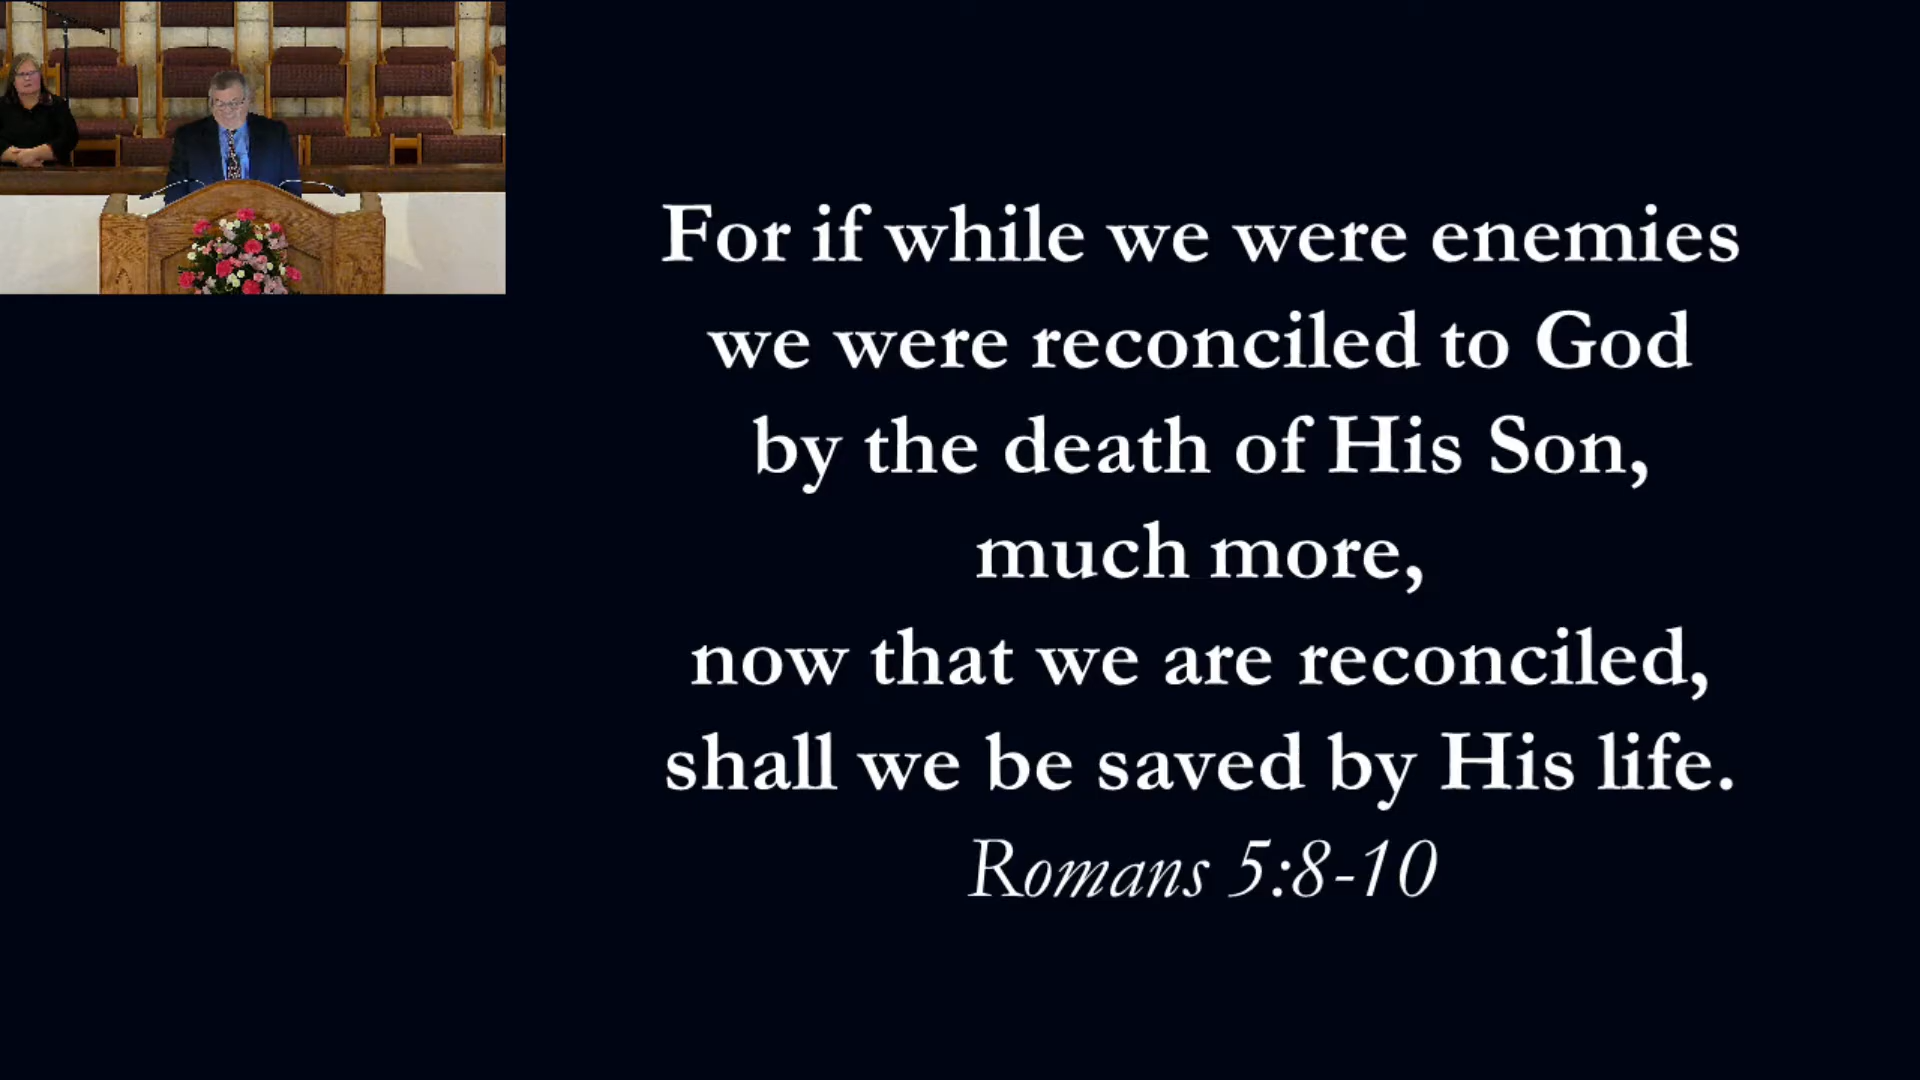 For if while we were enemies
we were reconciled to God
by the death of His Son,
much more,
now that we are reconciled,
shall we be saved by His life.
Romans 5:8-10